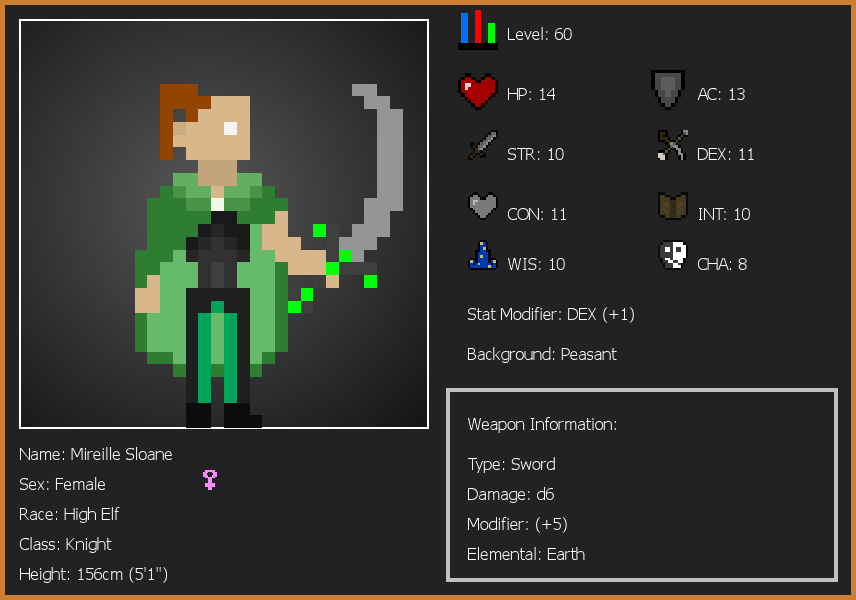 Level: 60
HP: 14
AC: 13
STR: 10
DEX: 11
CON: 11
INT: 10
WIS: 10
CHA: 8
Stat Modifier: DEX (+1)
Background: Peasant
Weapon Information:
Type: Sword
Damage: d6
Modifier: (+5)
Elemental: Earth
Name: Mireille Sloane
Sex: Female
Race: High Elf
Class: Knight
Height: 156cm (5'1")